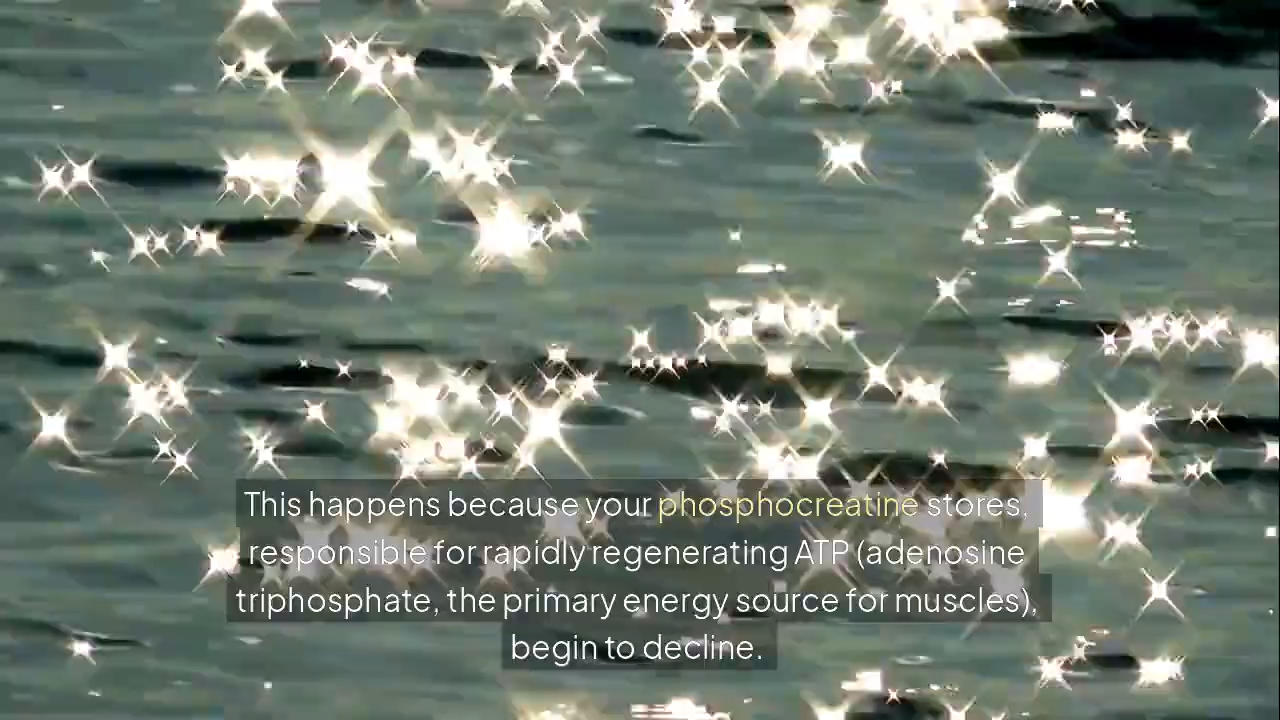 This happens because your phosphocreatine stores,
responsible for rapidly regenerating ATP (adenosine
triphosphate, the primary energy source for muscles),
begin to decline.